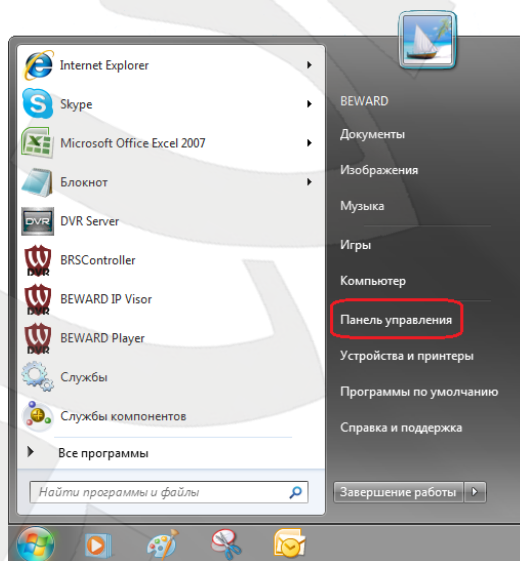 Internet Explorer
Skype
Microsoft Office Excel 2007
Блокнот
DVR
DVR Server
DVR
BRSController
DVR
BEWARD IP Visor
DVR
BEWARD Player
Службы
Службы компонентов
Все программы
Найти программы и файлы
BEWARD
Документы
Изображения
Музыка
Игры
Компьютер
Панель управления
Устройства и принтеры
Программы по умолчанию
Справка и поддержка
Завершение работы